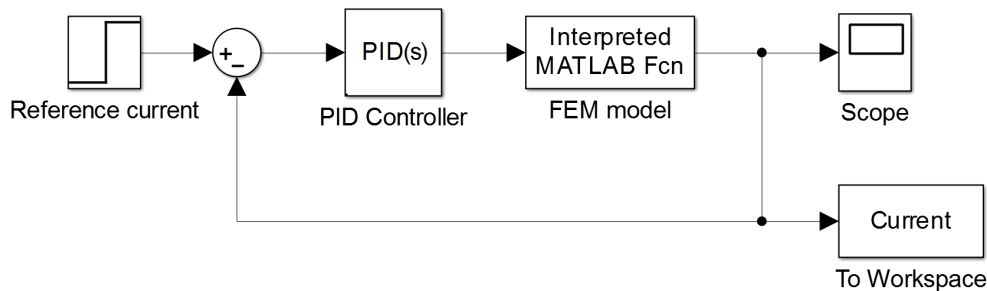 Reference current
+
−
PID(s)
PID Controller
Interpreted
MATLAB Fcn
FEM model
Scope
Current
To Workspace